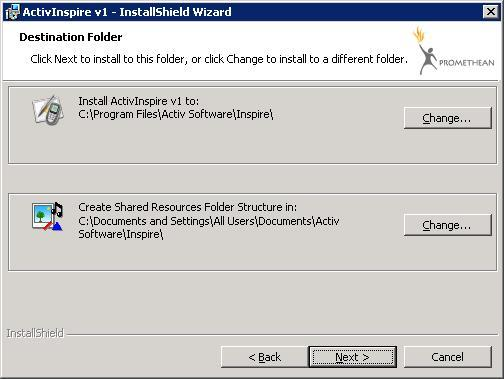 ActivInspire v1 - InstallShield Wizard
Destination Folder
Click Next to install to this folder, or click Change to install to a different folder.
PROMETHEAN
Install ActivInspire v1 to:
C:\Program Files\Activ Software\Inspire\
Change...
Create Shared Resources Folder Structure in:
C:\Documents and Settings\All Users\Documents\Activ
Software\Inspire\
Change...
InstallShield
< Back
Next >
Cancel